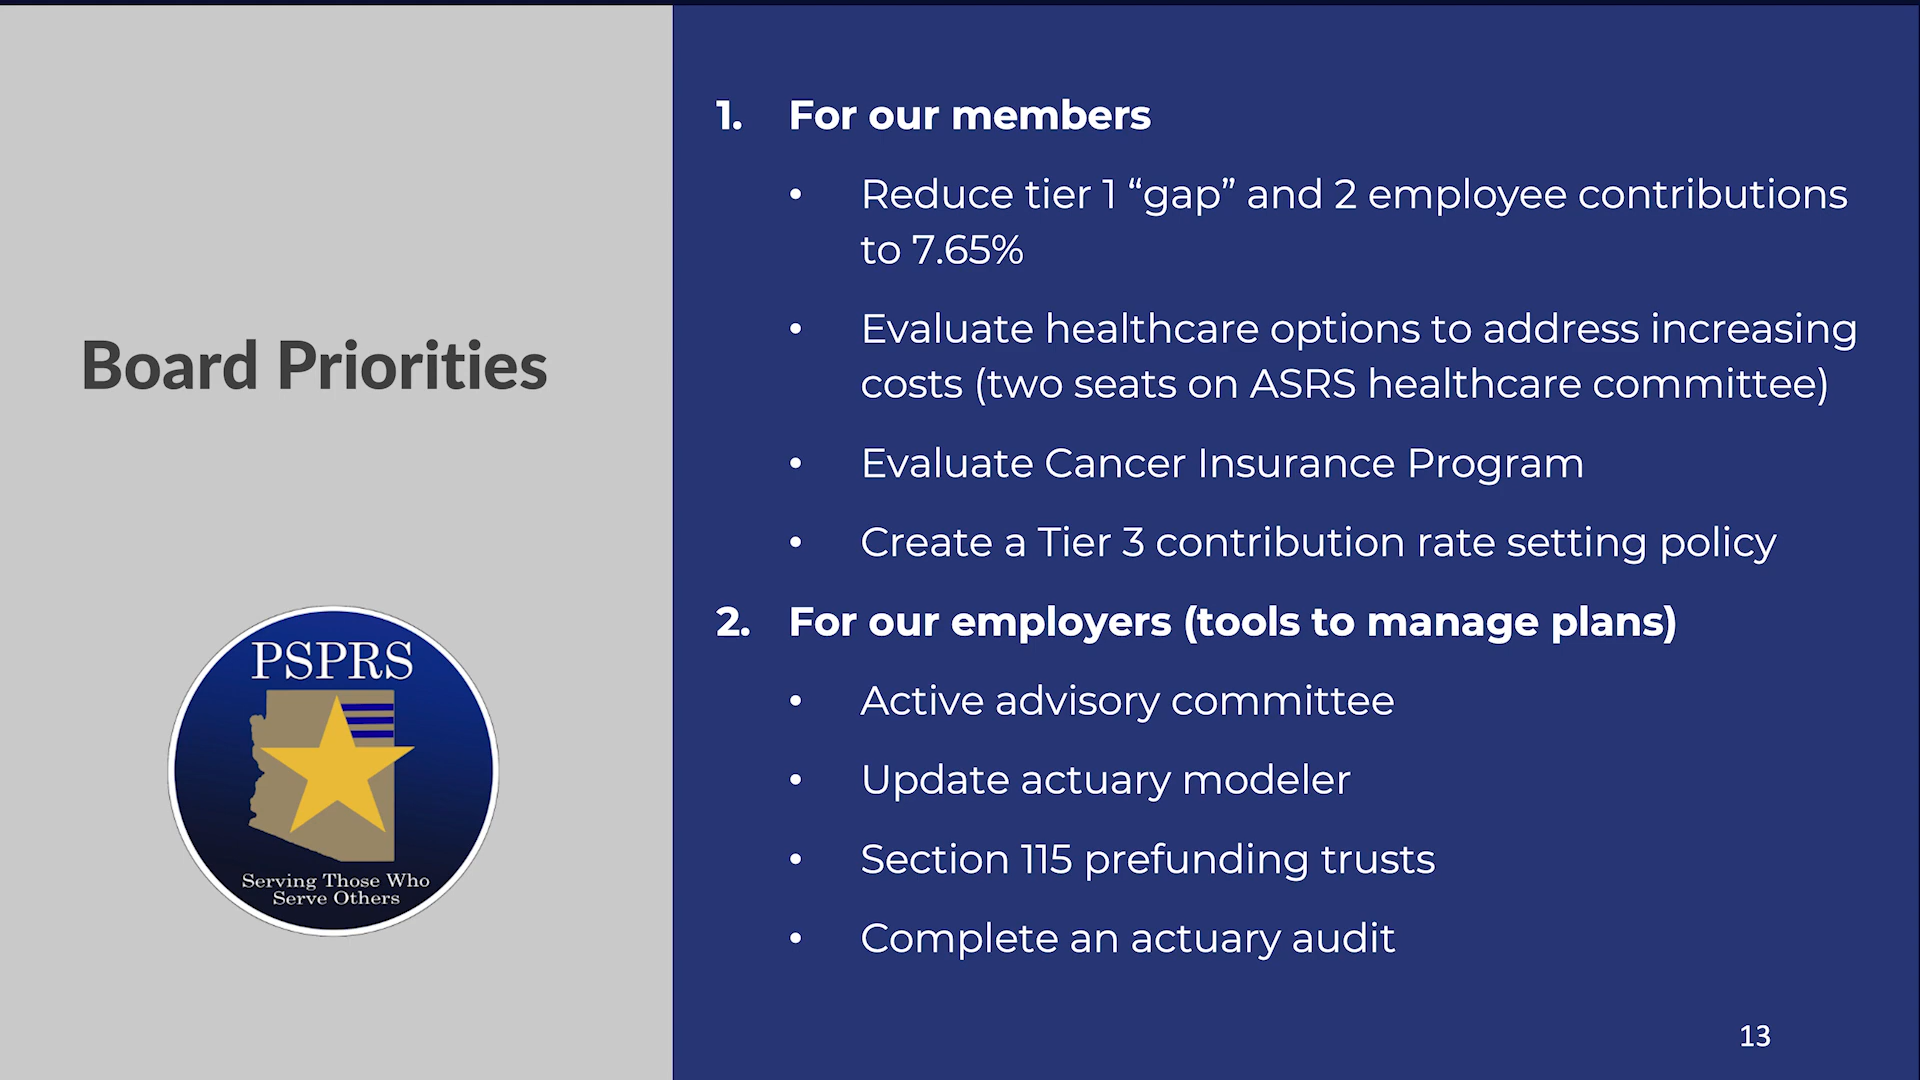 Board Priorities
PSPRS
Serving Those Who
Serve Others
1. For our members
• Reduce tier 1 “gap” and 2 employee contributions
to 7.65%
• Evaluate healthcare options to address increasing
costs (two seats on ASRS healthcare committee)
• Evaluate Cancer Insurance Program
• Create a Tier 3 contribution rate setting policy
2. For our employers (tools to manage plans)
• Active advisory committee
• Update actuary modeler
• Section 115 prefunding trusts
• Complete an actuary audit
13